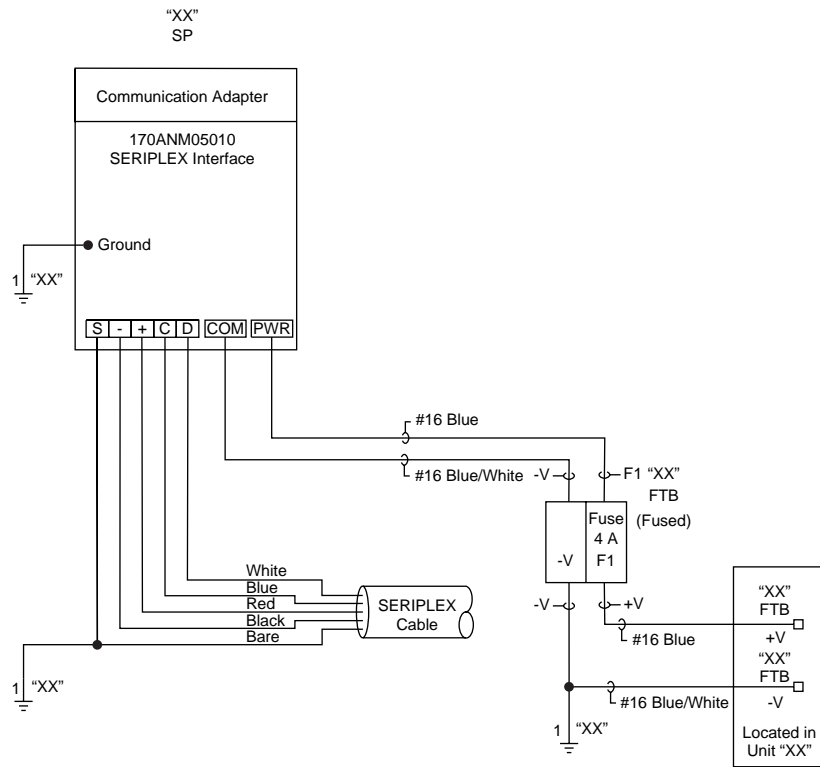 “XX”
SP
Communication Adapter
170ANM05010
SERIPLEX Interface
Ground
1 “XX”
S - + C D COM PWR
#16 Blue
#16 Blue/White
-V
F1 “XX”
FTB
(Fused)
Fuse
4 A
F1
-V
-V
+V
#16 Blue
White
Blue
Red
Black
Bare
SERIPLEX
Cable
1 “XX”
“XX”
FTB
+V
“XX”
FTB
-V
#16 Blue/White
1 “XX”
Located in
Unit “XX”